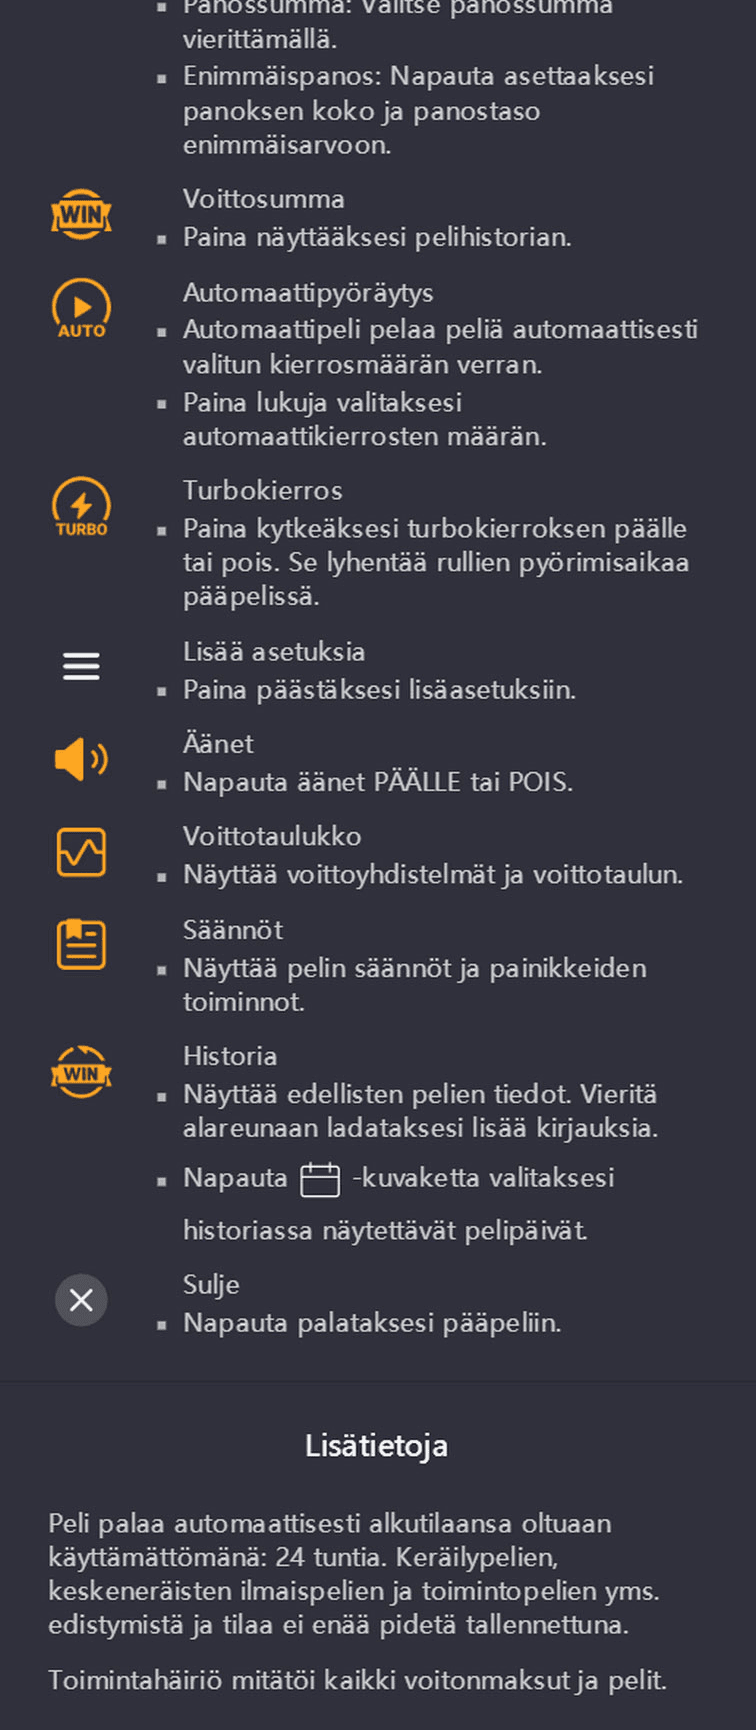 Panossumma: Valitse panossumma
vierittämällä.
Enimmäispanos: Napauta asettaaksesi
panoksen koko ja panostaso
enimmäisarvoon.
WIN
Voittosumma
Paina näyttääksesi pelihistorian.
AUTO
Automaattipyöräytys
Automaattipeli pelaa peliä automaattisesti
valitun kierrosmäärän verran.
Paina lukuja valitaksesi
automaattikierrosten määrän.
TURBO
Turbokierros
Paina kytkeäksesi turbokierroksen päälle
tai pois. Se lyhentää rullien pyörimisaikaa
pääpelissä.
Lisää asetuksia
Paina päästäksesi lisäasetuksiin.
Äänet
Napauta äänet PÄÄLLE tai POIS.
Voittotaulukko
Näyttää voittoyhdistelmät ja voittotaulun.
Säännöt
Näyttää pelin säännöt ja painikkeiden
toiminnot.
WIN
Historia
Näyttää edellisten pelien tiedot. Vieritä
alareunaan ladataksesi lisää kirjauksia.
Napauta -kuvaketta valitaksesi
historiassa näytettävät pelipäivät.
Sulje
Napauta palataksesi pääpeliin.
Lisätietoja
Peli palaa automaattisesti alkutilaansa oltuaan
käyttämättömänä: 24 tuntia. Keräilypelien,
keskeneräisten ilmaispelien ja toimintopelien yms.
edistymistä ja tilaa ei enää pidetä tallennettuna.
Toimintahäiriö mitätöi kaikki voitonmaksut ja pelit.